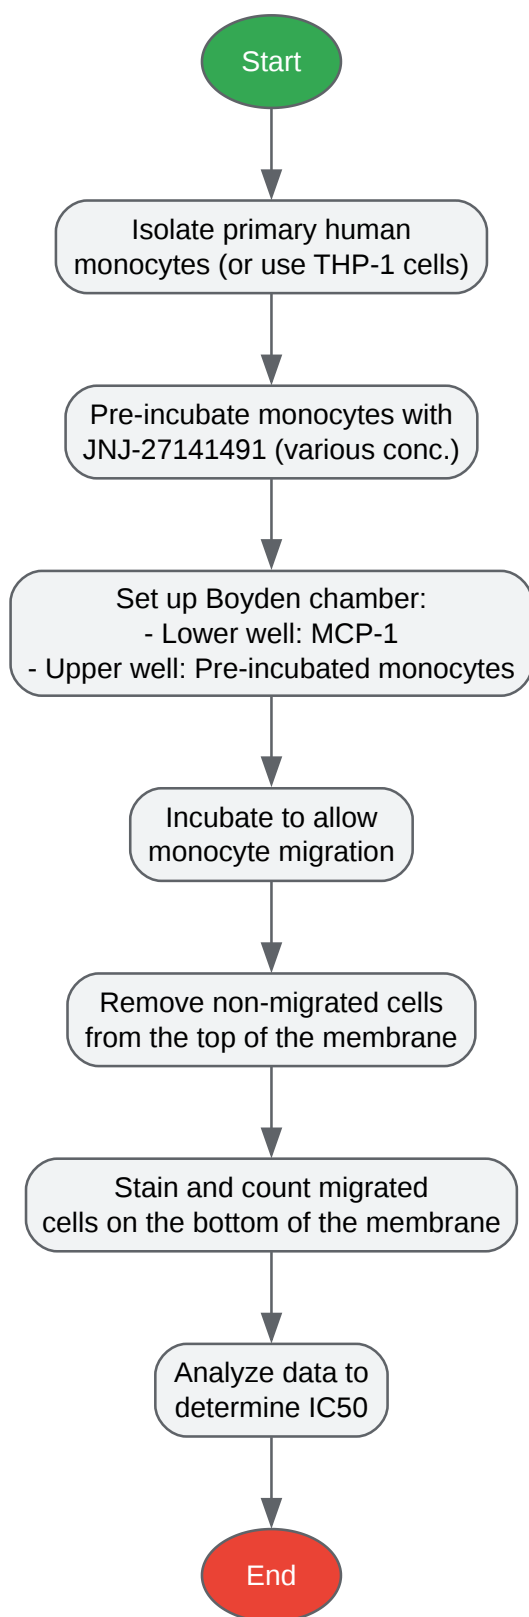 Start
Isolate primary human
monocytes (or use THP-1 cells)
Pre-incubate monocytes with
JNJ-27141491 (various conc.)
Set up Boyden chamber:
- Lower well: MCP-1
- Upper well: Pre-incubated monocytes
Incubate to allow
monocyte migration
Remove non-migrated cells
from the top of the membrane
Stain and count migrated
cells on the bottom of the membrane
Analyze data to
determine IC50
End